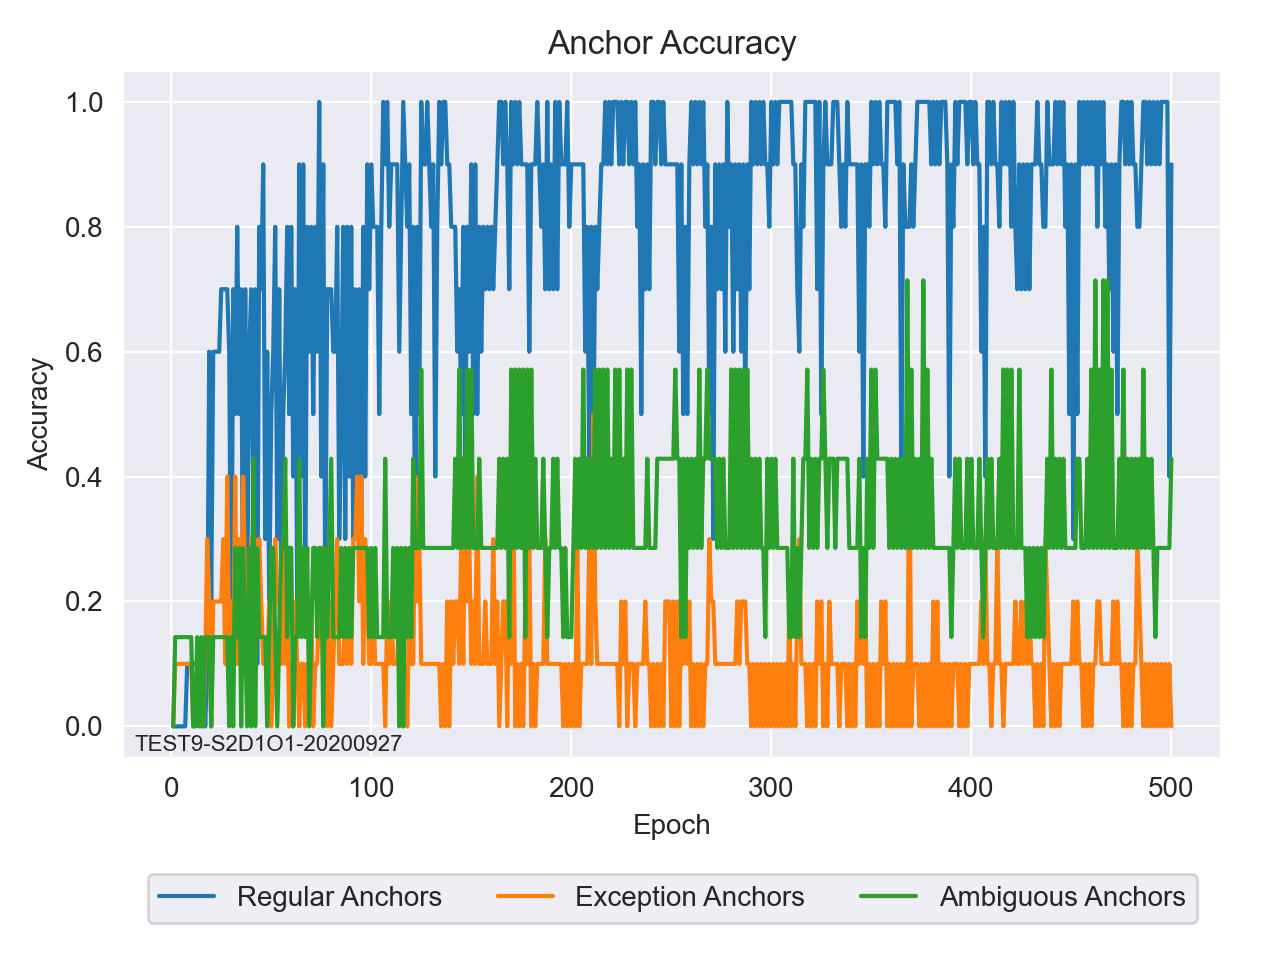 Anchor Accuracy
1.0
0.8
0.6
0.4
0.2
0.0
Accuracy
TEST9-S2D1O1-20200927
0 100 200 300 400 500
Epoch
Regular Anchors Exception Anchors Ambiguous Anchors